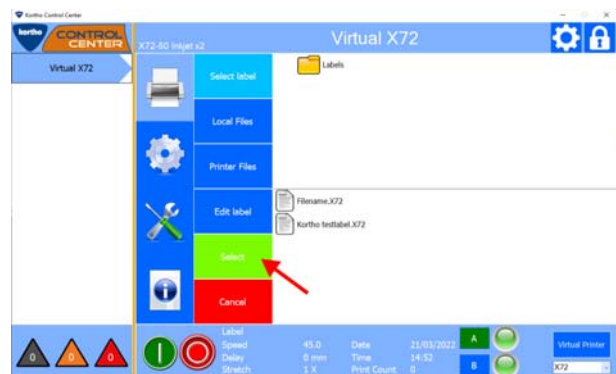 Kortho Control Center
kortho CONTROL CENTER
X72-80 Inkjet x2
Virtual X72
Virtual X72
Select label
Labels
Local Files
Printer Files
Edit label
Filename.X72
Kortho testlabel.X72
Select
Cancel
Label
Speed 45.0 Date 21/03/2022
Delay 0 mm Time 14:52
Stretch 1 X Print Count 0
A
B
Virtual Printer
X72
0 0 0